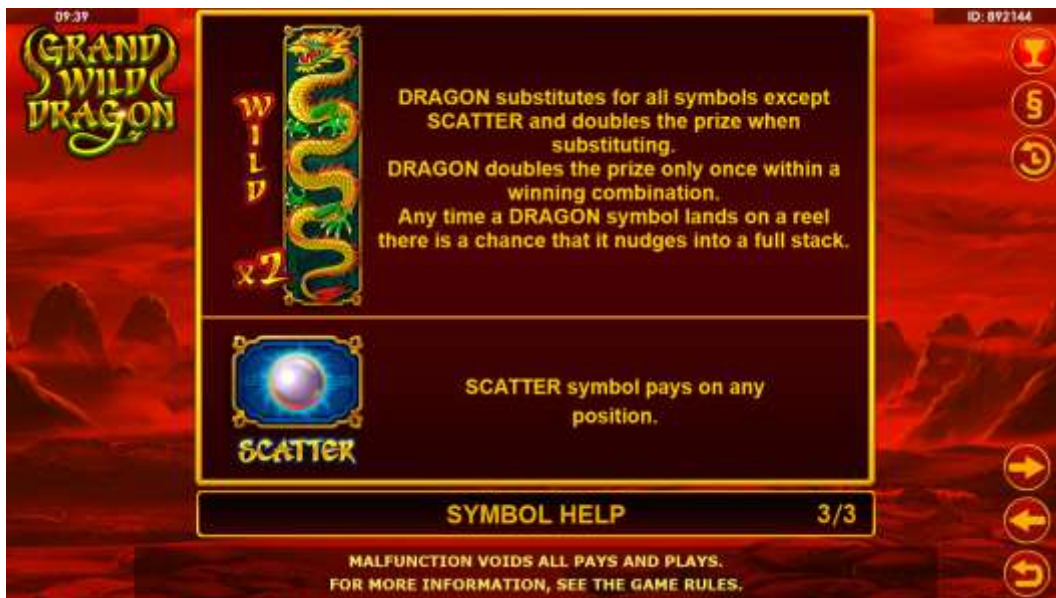 09:39
ID: 892144
GRAND
WILD
DRAGON
WILD
x2
DRAGON substitutes for all symbols except
SCATTER and doubles the prize when
substituting.
DRAGON doubles the prize only once within a
winning combination.
Any time a DRAGON symbol lands on a reel
there is a chance that it nudges into a full stack.
SCATTER
SCATTER symbol pays on any
position.
SYMBOL HELP 3/3
MALFUNCTION VOIDS ALL PAYS AND PLAYS.
FOR MORE INFORMATION, SEE THE GAME RULES.
§